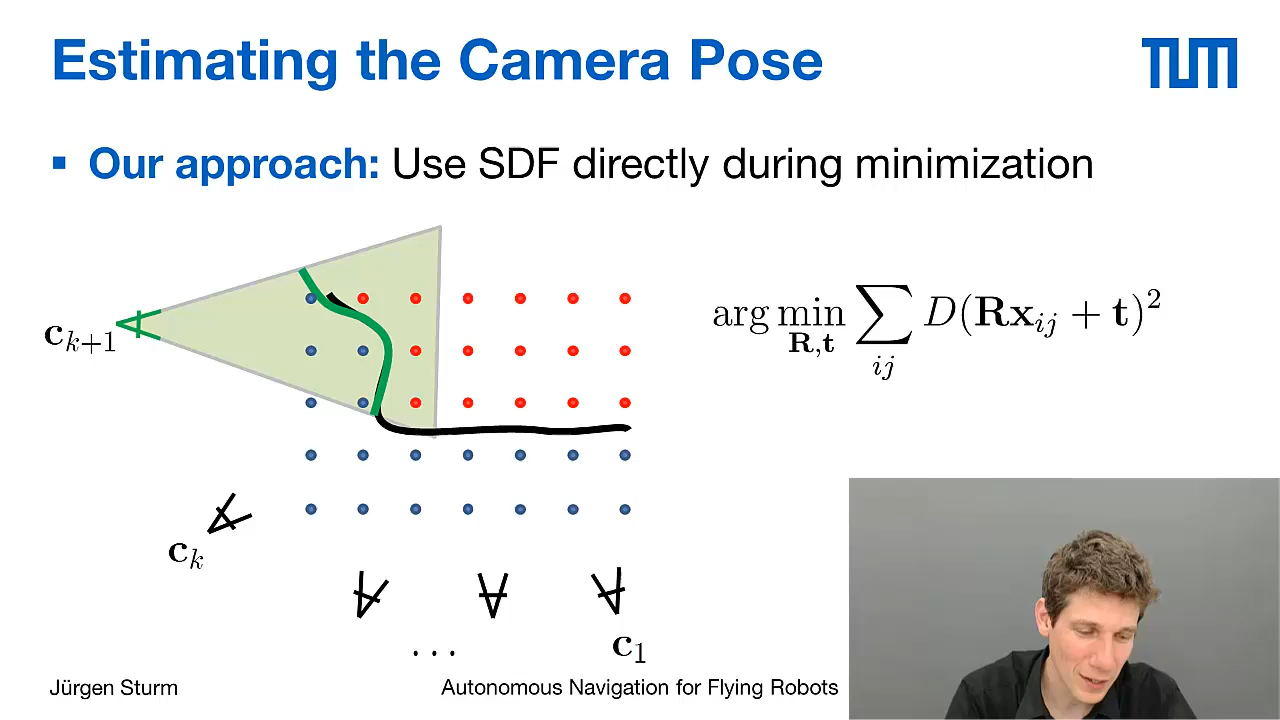 Estimating the Camera Pose
TUM
▪ Our approach: Use SDF directly during minimization
c_{k+1}
arg min_{R,t} ∑_{ij} D(Rx_{ij} + t)^2
c_k
...
c_1
Jürgen Sturm
Autonomous Navigation for Flying Robots